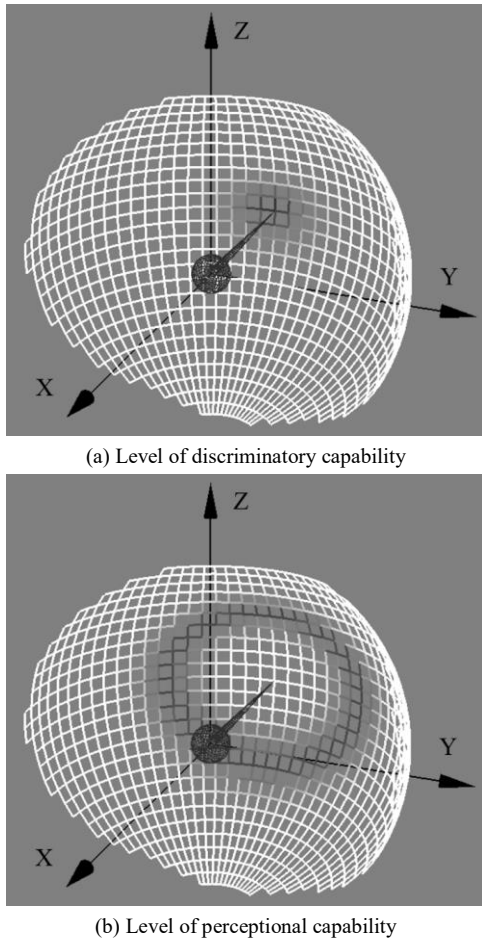 Z
Y
X
(a) Level of discriminatory capability
Z
Y
X
(b) Level of perceptional capability